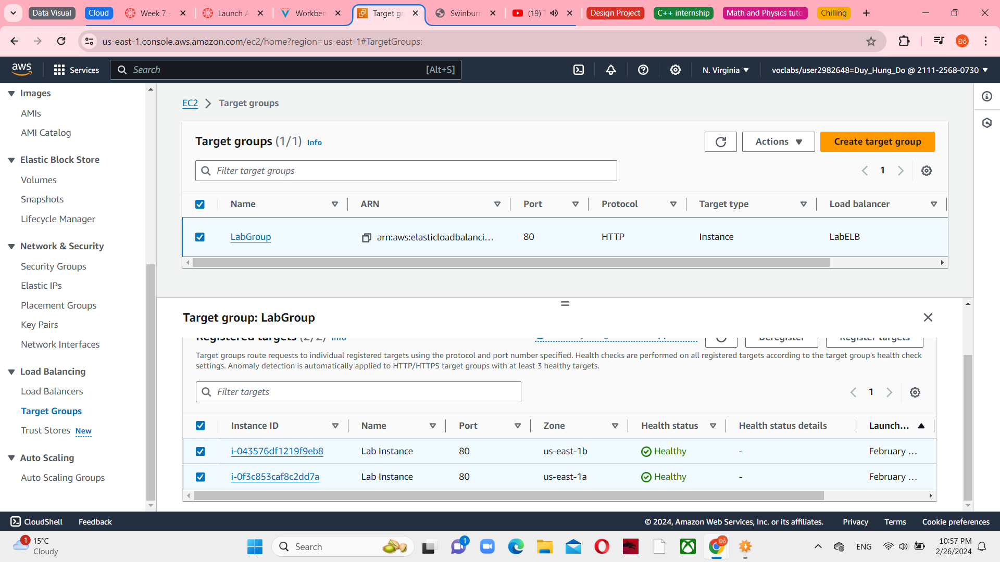 Data Visual
Cloud
Week 7 -
Launch A
Workben
Target gr
Swinburn
(19)
Design Project
C++ internship
Math and Physics tuto
Chilling
us-east-1.console.aws.amazon.com/ec2/home?region=us-east-1#TargetGroups:
Đỗ
aws
Services
Search
[Alt+S]
N. Virginia
voclabs/user2982648=Duy_Hung_Do @ 2111-2568-0730
Images
AMIs
AMI Catalog
Elastic Block Store
Volumes
Snapshots
Lifecycle Manager
Network & Security
Security Groups
Elastic IPs
Placement Groups
Key Pairs
Network Interfaces
Load Balancing
Load Balancers
Target Groups
Trust Stores New
Auto Scaling
Auto Scaling Groups
EC2 > Target groups
Target groups (1/1) Info
Actions
Create target group
Filter target groups
1
Name ARN Port Protocol Target type Load balancer
LabGroup arn:aws:elasticloadbalanci... 80 HTTP Instance LabELB
Target group: LabGroup
Registered targets (2/2) Info
Deregister
Register targets
Target groups route requests to individual registered targets using the protocol and port number specified. Health checks are performed on all registered targets according to the target group's health check
settings. Anomaly detection is automatically applied to HTTP/HTTPS target groups with at least 3 healthy targets.
Filter targets
1
Instance ID Name Port Zone Health status Health status details Launch...
i-043576df1219f9eb8 Lab Instance 80 us-east-1b Healthy - February ...
i-0f3c853caf8c2dd7a Lab Instance 80 us-east-1a Healthy - February ...
CloudShell
Feedback
© 2024, Amazon Web Services, Inc. or its affiliates.
Privacy
Terms
Cookie preferences
1
15°C
Cloudy
Search
1
Đỗ
ENG
10:57 PM
2/26/2024